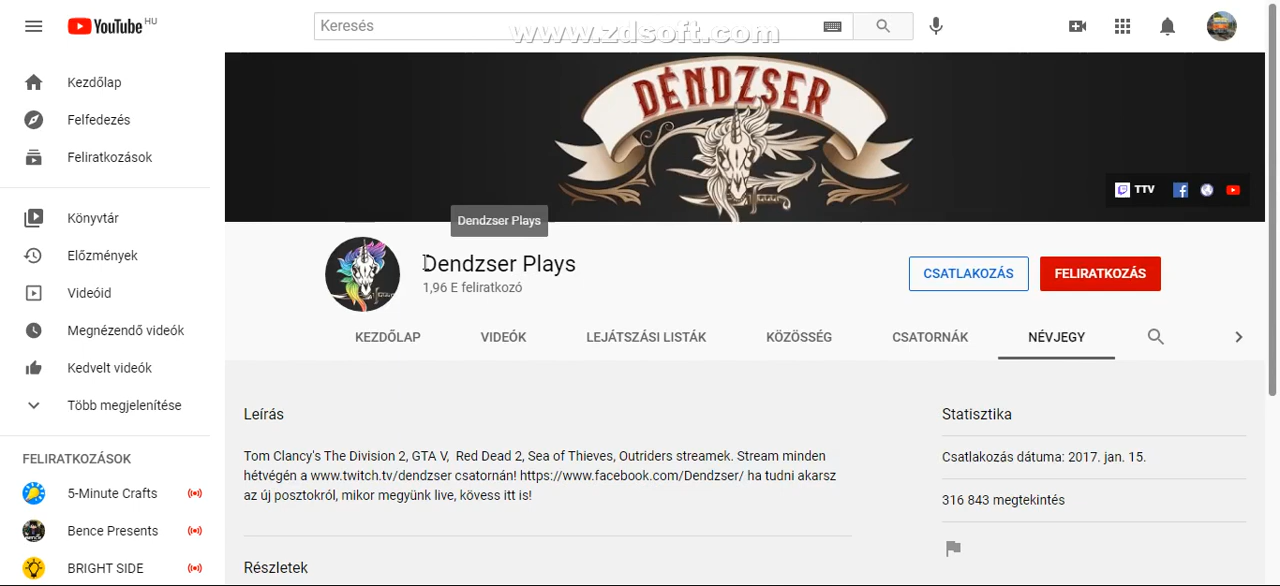 YouTube HU
Keresés
www.zdsoft.com
Kezdőlap
Felfedezés
Feliratkozások
Könyvtár
Előzmények
Videóid
Megnézendő videók
Kedvelt videók
Több megjelenítése
FELIRATKOZÁSOK
5-Minute Crafts
Bence Presents
BRIGHT SIDE
DÉNDZSER
TTV
Dendzser Plays
Dendzser Plays
1,96 E feliratkozó
CSATLAKOZÁS
FELIRATKOZÁS
KEZDŐLAP VIDEÓK LEJÁTSZÁSI LISTÁK KÖZÖSSÉG CSATORNÁK NÉVJEGY
Leírás
Tom Clancy's The Division 2, GTA V, Red Dead 2, Sea of Thieves, Outriders streamek. Stream minden
hétvégén a www.twitch.tv/dendzser csatornán! https://www.facebook.com/Dendzser/ ha tudni akarsz
az új posztokról, mikor megyünk live, kövess itt is!
Részletek
Statisztika
Csatlakozás dátuma: 2017. jan. 15.
316 843 megtekintés